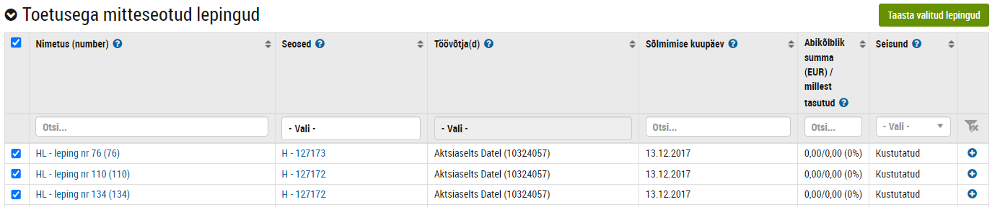 Toetusega mitteseotud lepingud
Taasta valitud lepingud
Nimetus (number)
Seosed
Töövõtja(d)
Sõlmimise kuupäev
Abikõlblik
summa
(EUR) /
millest
tasutud
Seisund
Otsi...
- Vali -
- Vali -
Otsi...
Otsi...
- Vali -
HL - leping nr 76 (76) H - 127173 Aktsiaselts Datel (10324057) 13.12.2017 0,00/0,00 (0%) Kustutatud
HL - leping nr 110 (110) H - 127172 Aktsiaselts Datel (10324057) 13.12.2017 0,00/0,00 (0%) Kustutatud
HL - leping nr 134 (134) H - 127172 Aktsiaselts Datel (10324057) 13.12.2017 0,00/0,00 (0%) Kustutatud